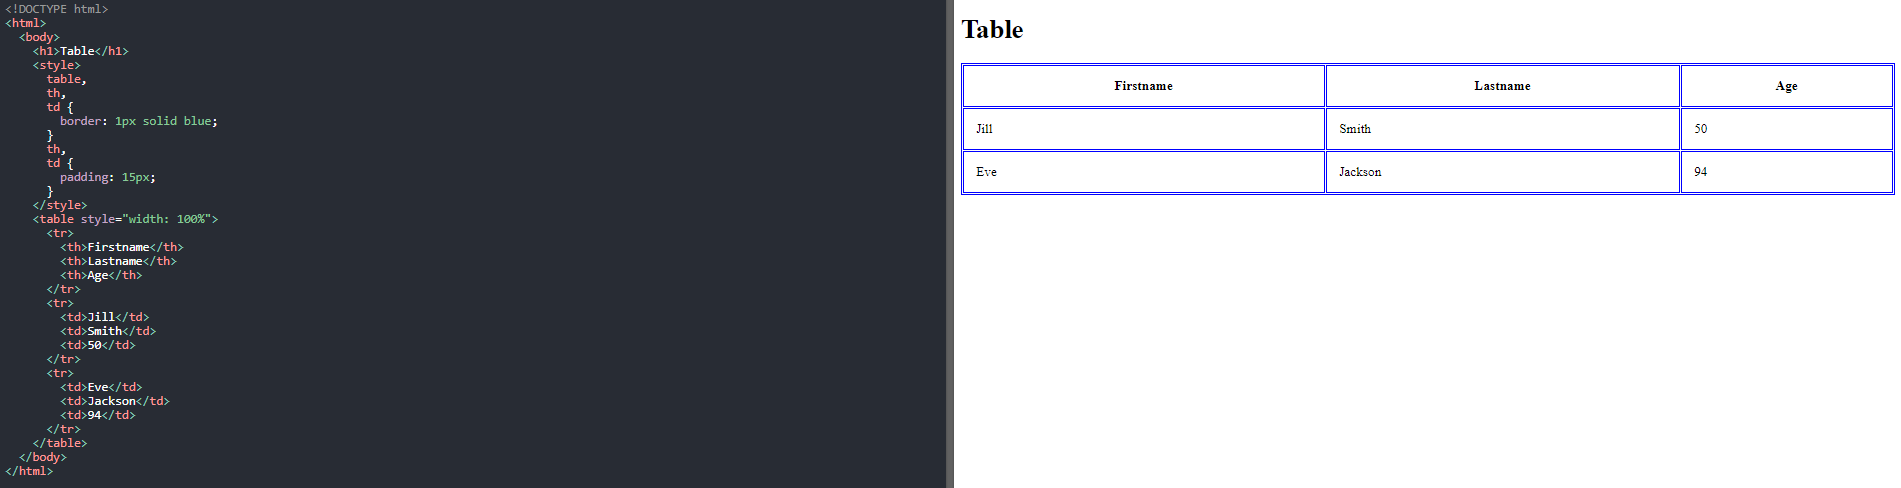 <!DOCTYPE html>
<html>
  <body>
    <h1>Table</h1>
    <style>
      table,
      th,
      td {
        border: 1px solid blue;
      }
      th,
      td {
        padding: 15px;
      }
    </style>
    <table style="width: 100%">
      <tr>
        <th>Firstname</th>
        <th>Lastname</th>
        <th>Age</th>
      </tr>
      <tr>
        <td>Jill</td>
        <td>Smith</td>
        <td>50</td>
      </tr>
      <tr>
        <td>Eve</td>
        <td>Jackson</td>
        <td>94</td>
      </tr>
    </table>
  </body>
</html>
Table
Firstname Lastname Age
Jill Smith 50
Eve Jackson 94